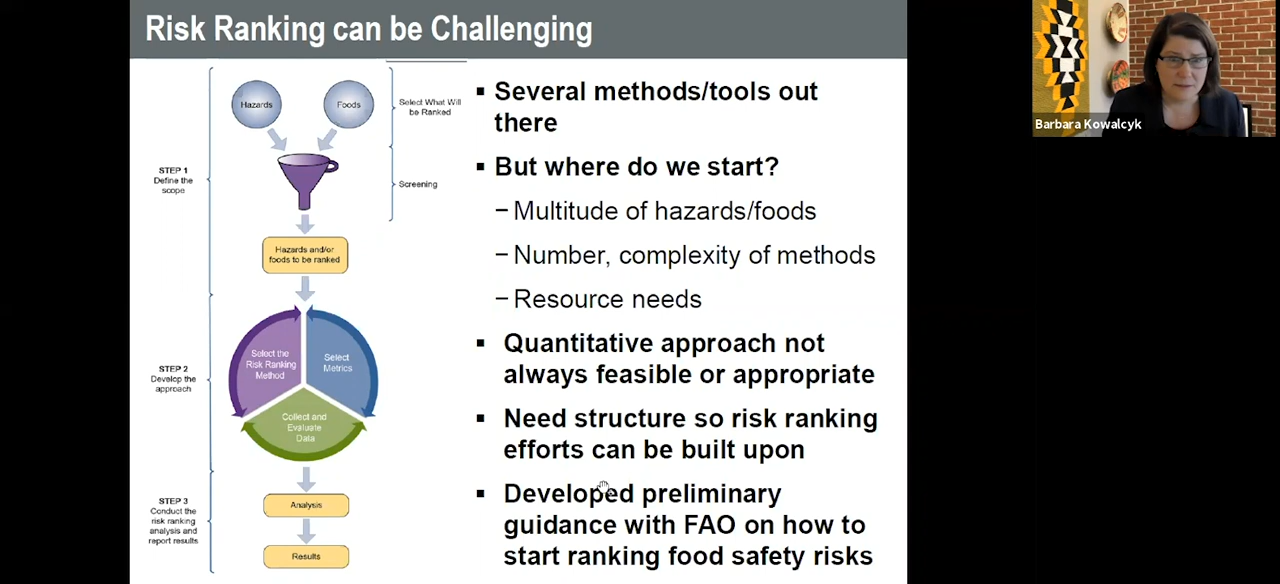 Risk Ranking can be Challenging
Hazards
Foods
Select What Will
be Ranked
STEP 1
Define the
scope
Screening
Hazards and/or
foods to be ranked
STEP 2
Develop the
approach
Select the
Risk Ranking
Method
Select
Metrics
Collect and
Evaluate
Data
STEP 3
Conduct the
risk ranking
analysis and
report results
Analysis
Results
▪ Several methods/tools out
there
▪ But where do we start?
– Multitude of hazards/foods
– Number, complexity of methods
– Resource needs
▪ Quantitative approach not
always feasible or appropriate
▪ Need structure so risk ranking
efforts can be built upon
▪ Developed preliminary
guidance with FAO on how to
start ranking food safety risks
Barbara Kowalcyk